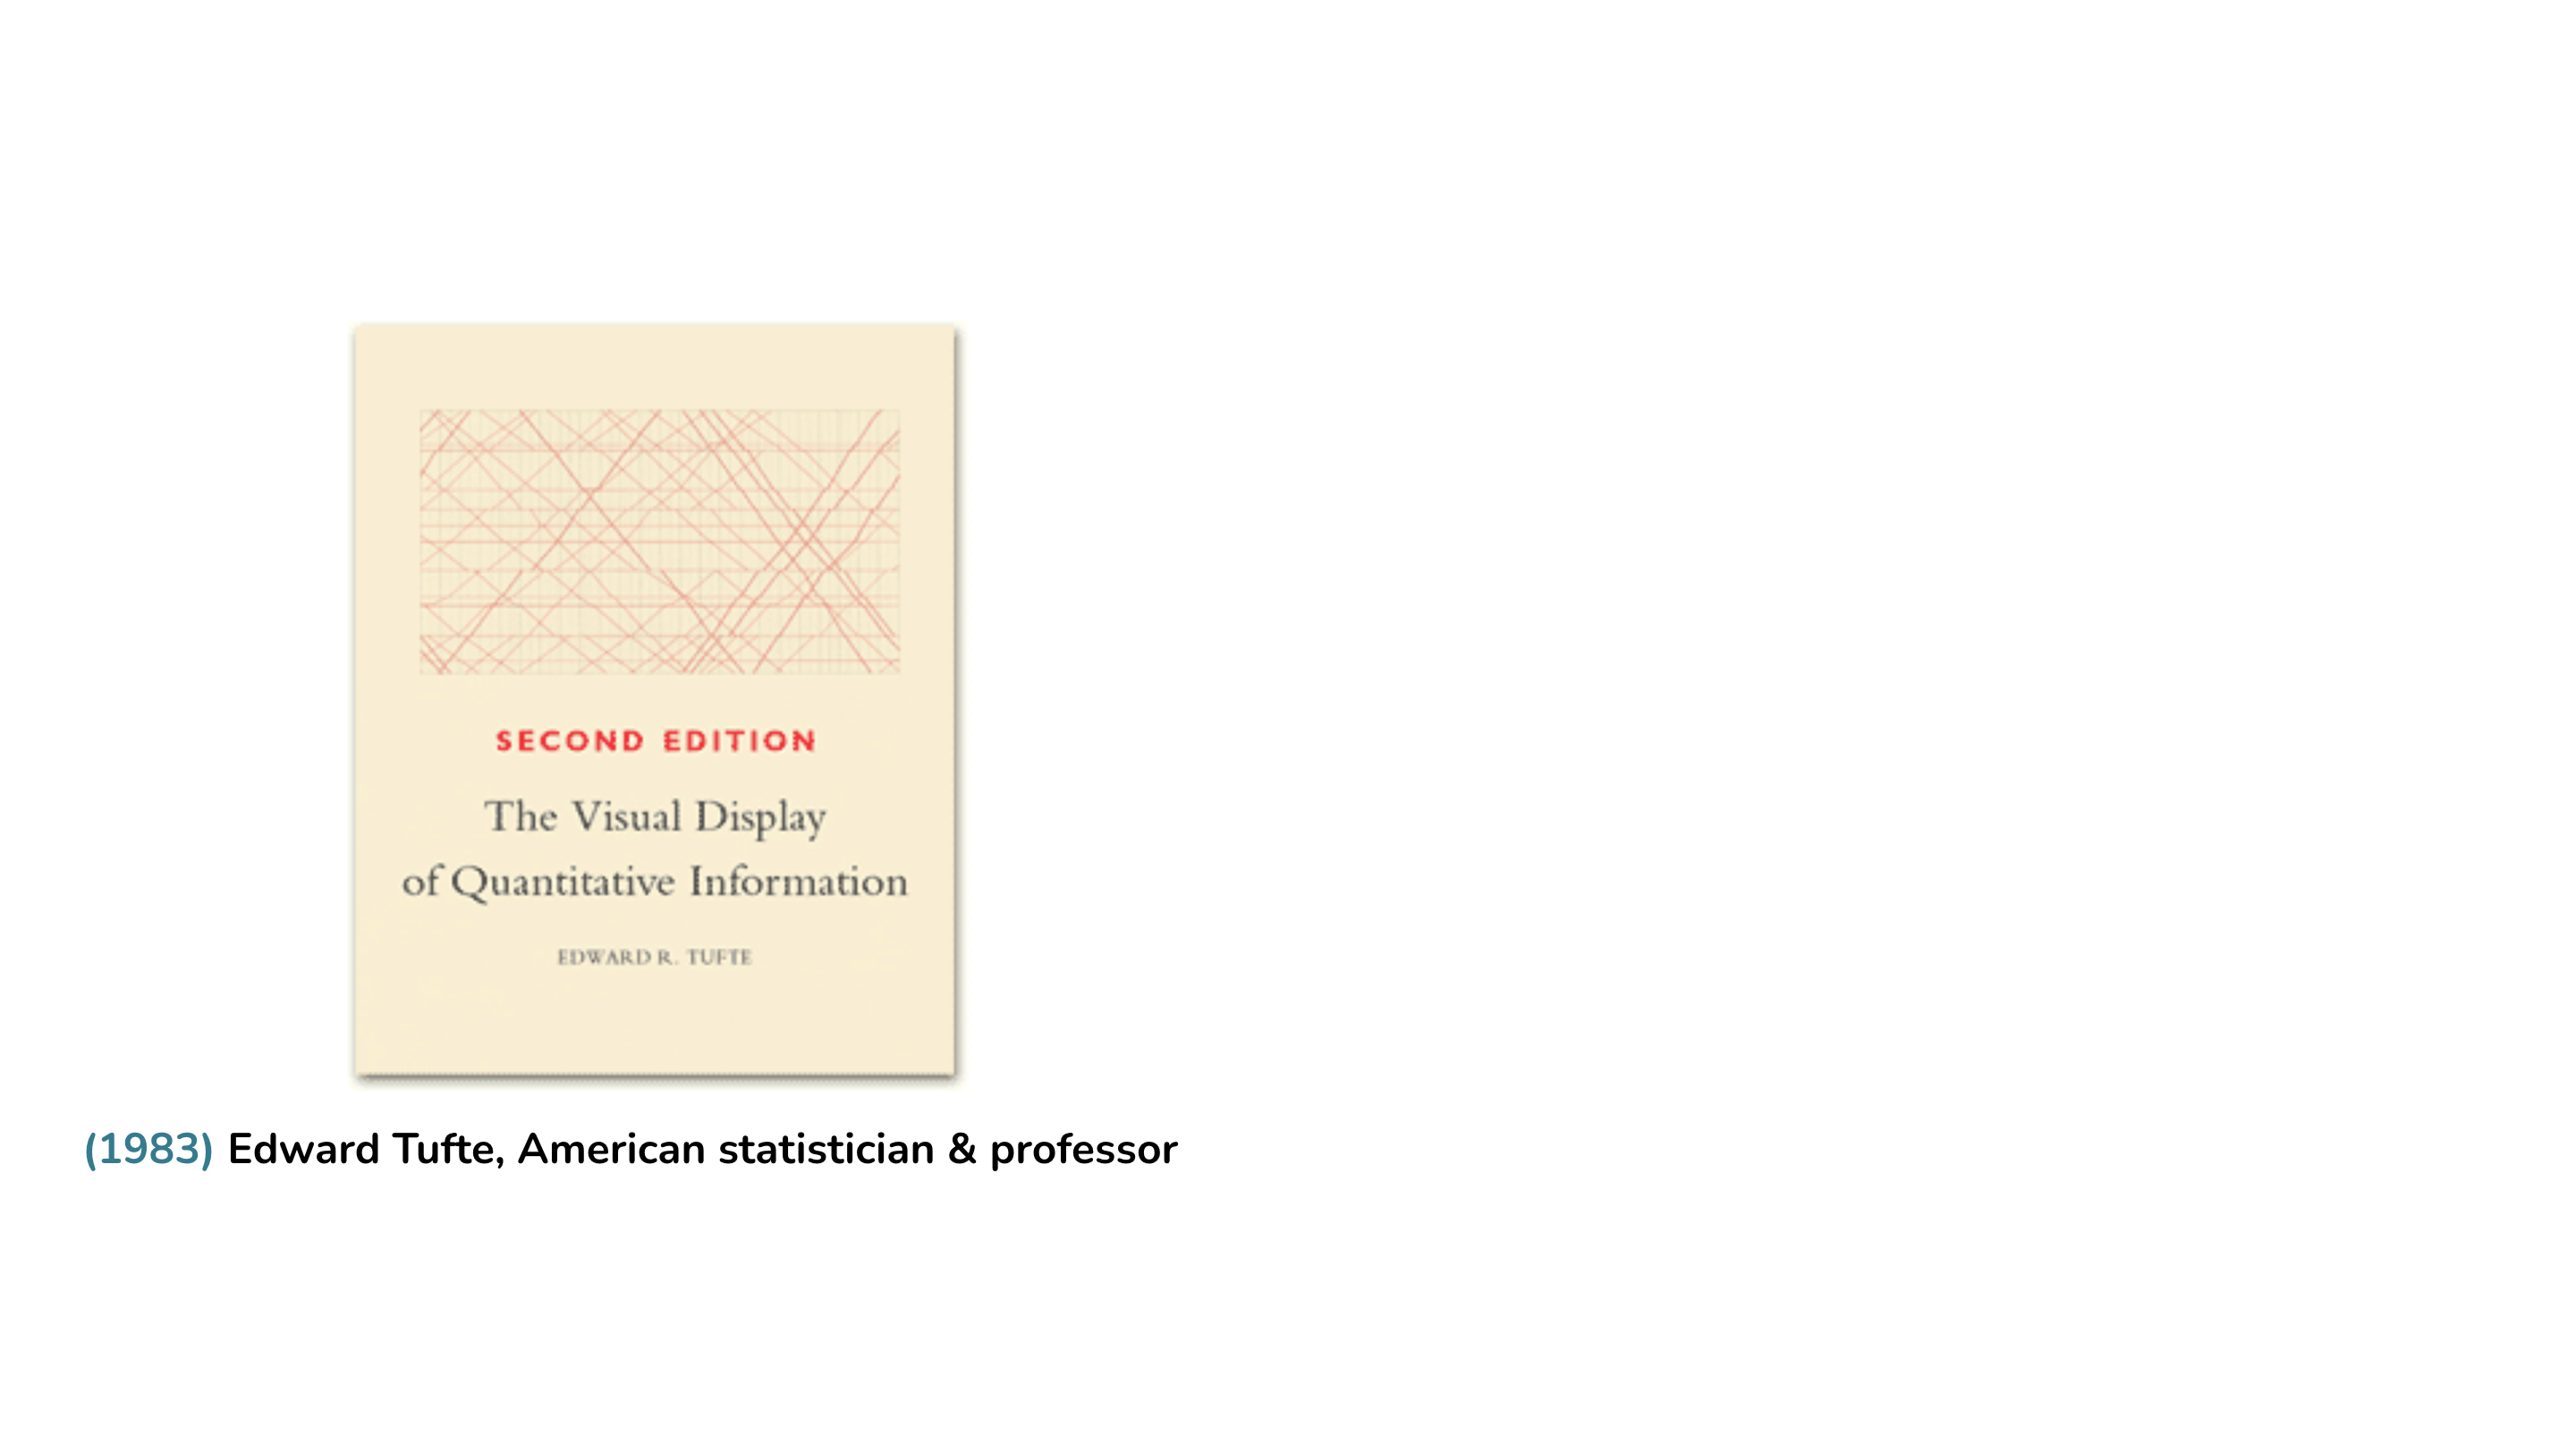 SECOND EDITION
The Visual Display
of Quantitative Information
EDWARD R. TUFTE
(1983) Edward Tufte, American statistician & professor